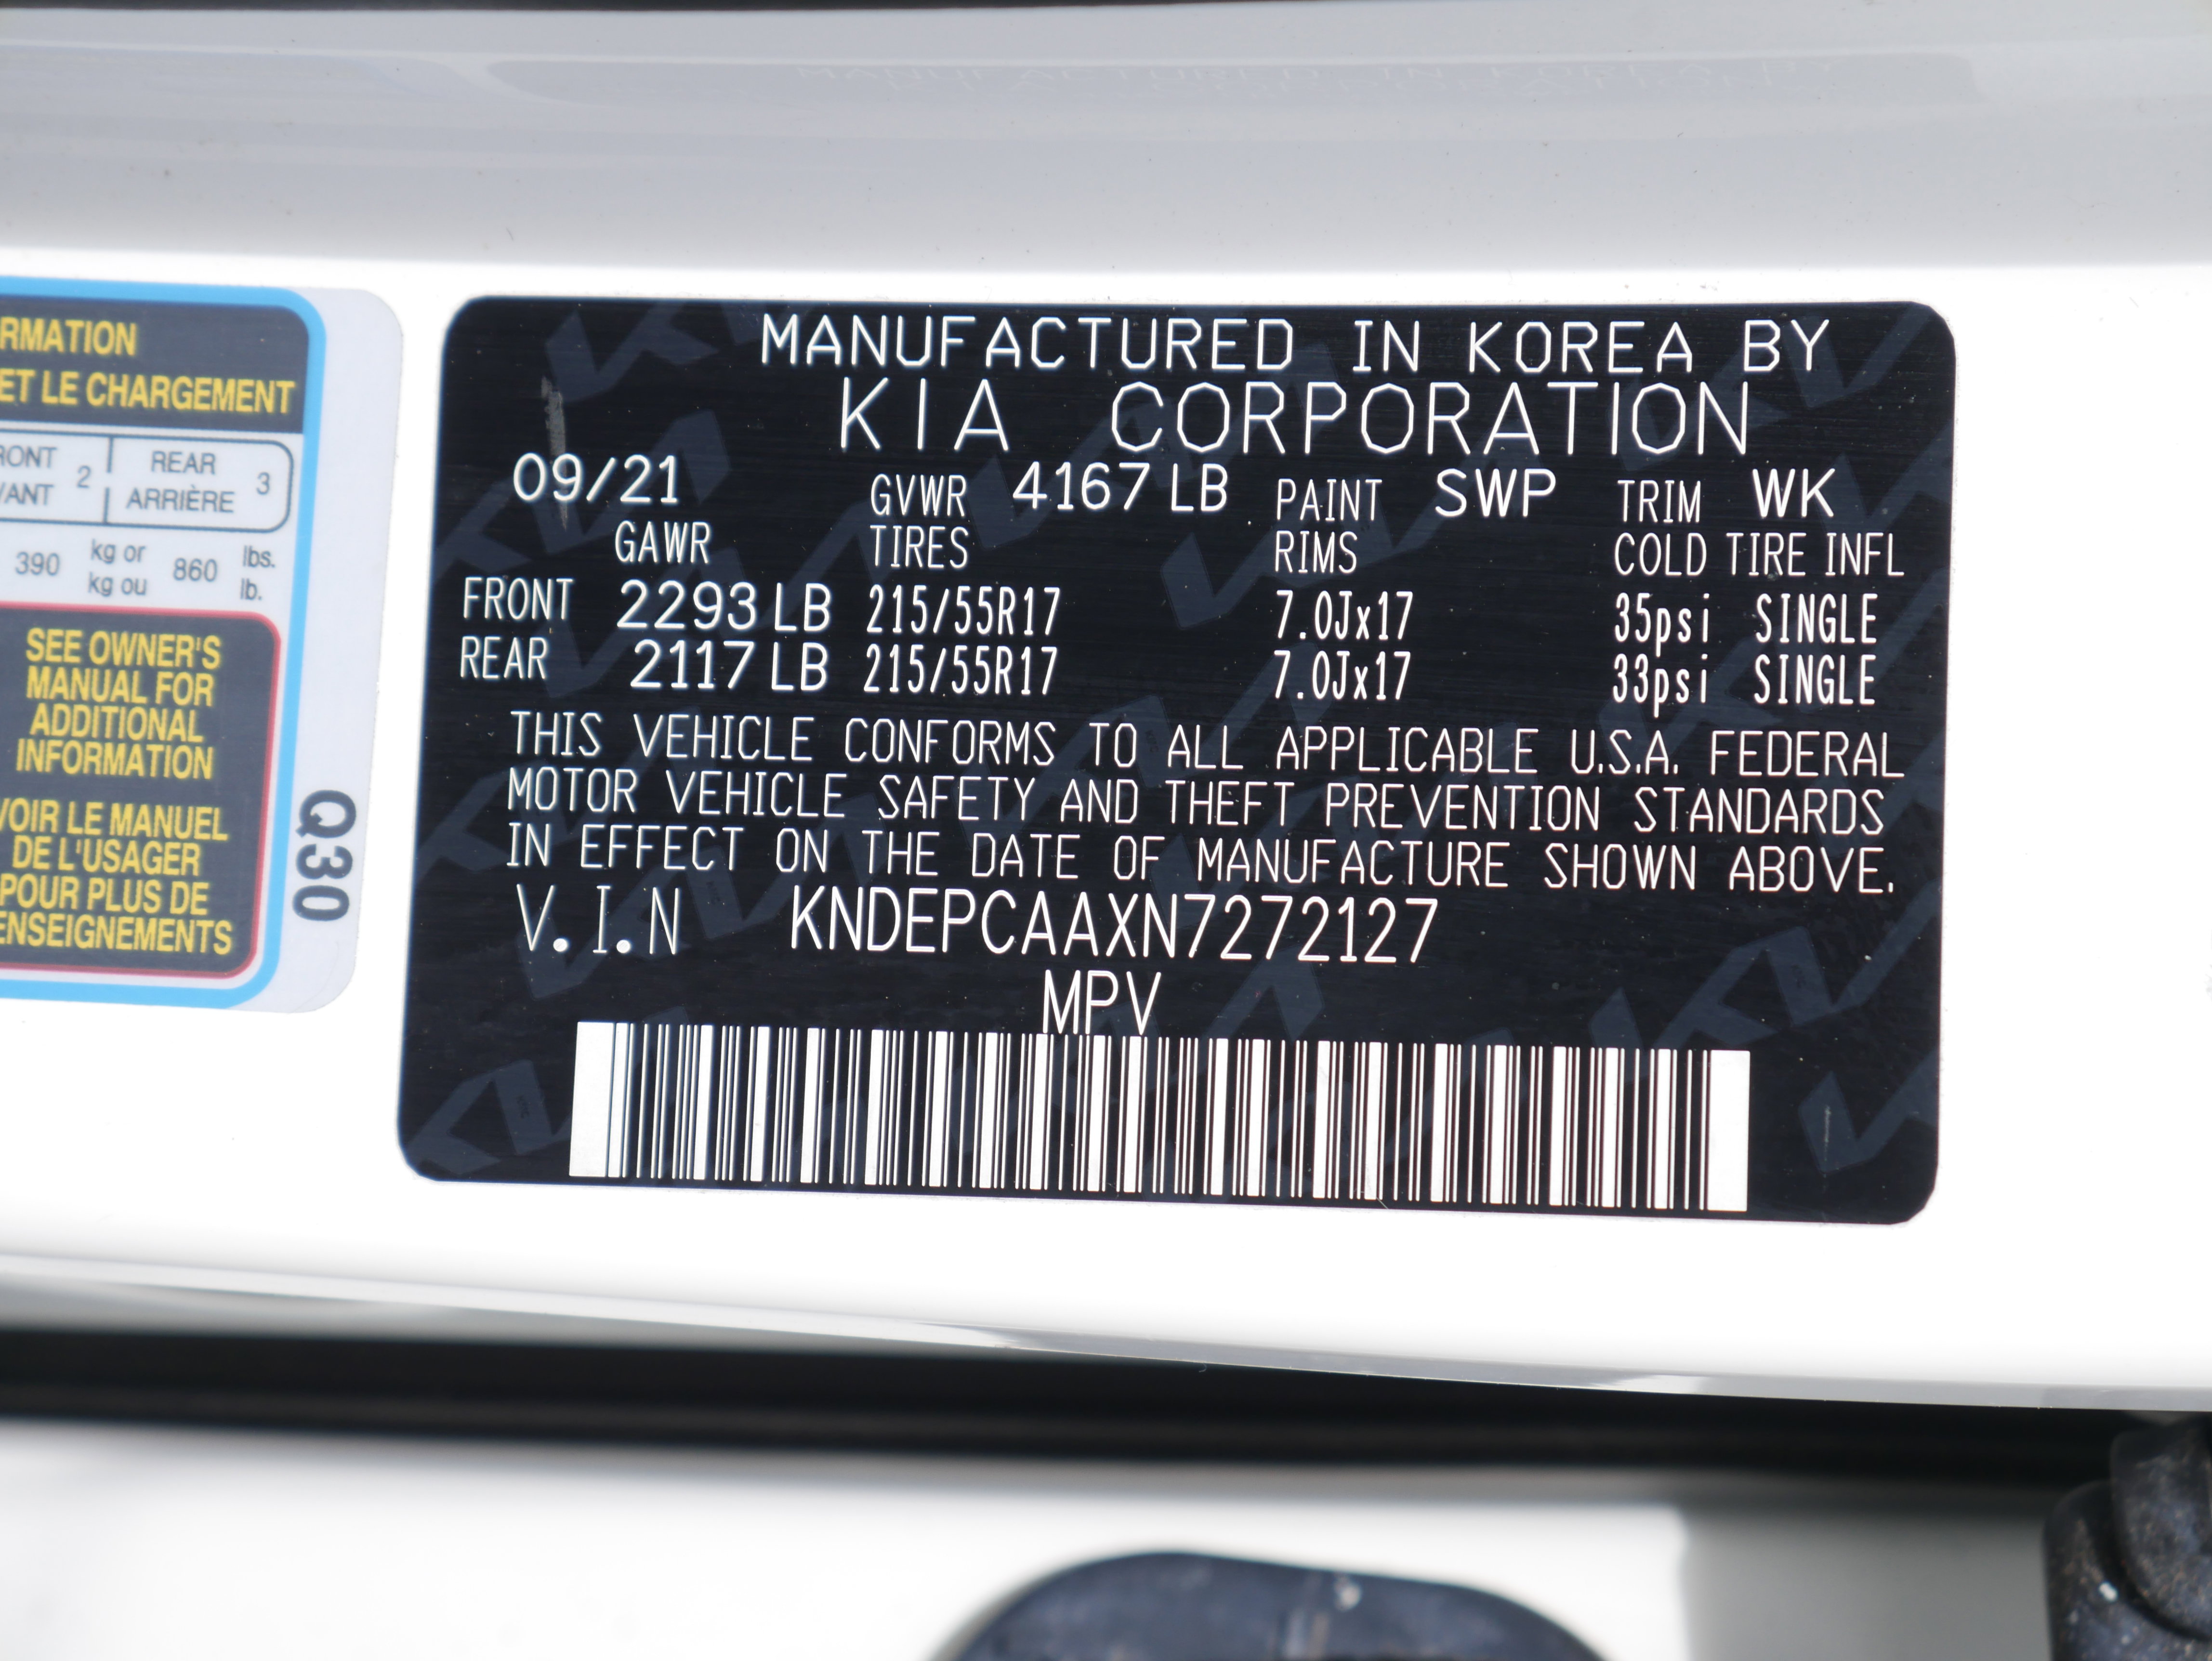 RMATION
ET LE CHARGEMENT
RONT
VANT
2
REAR
ARRIÈRE
3
390
kg or
kg ou
860
lbs.
lb.
SEE OWNER'S
MANUAL FOR
ADDITIONAL
INFORMATION
VOIR LE MANUEL
DE L'USAGER
POUR PLUS DE
ENSEIGNEMENTS
Q30
MANUFACTURED IN KOREA BY
KIA CORPORATION
09/21 GVWR 4167 LB PAINT SWP TRIM WK
GAWR TIRES RIMS COLD TIRE INFL
FRONT 2293 LB 215/55R17 7.0Jx17 35psi SINGLE
REAR 2117 LB 215/55R17 7.0Jx17 33psi SINGLE
THIS VEHICLE CONFORMS TO ALL APPLICABLE U.S.A. FEDERAL
MOTOR VEHICLE SAFETY AND THEFT PREVENTION STANDARDS
IN EFFECT ON THE DATE OF MANUFACTURE SHOWN ABOVE.
V.I.N KNDEPCAAXN7272127
MPV